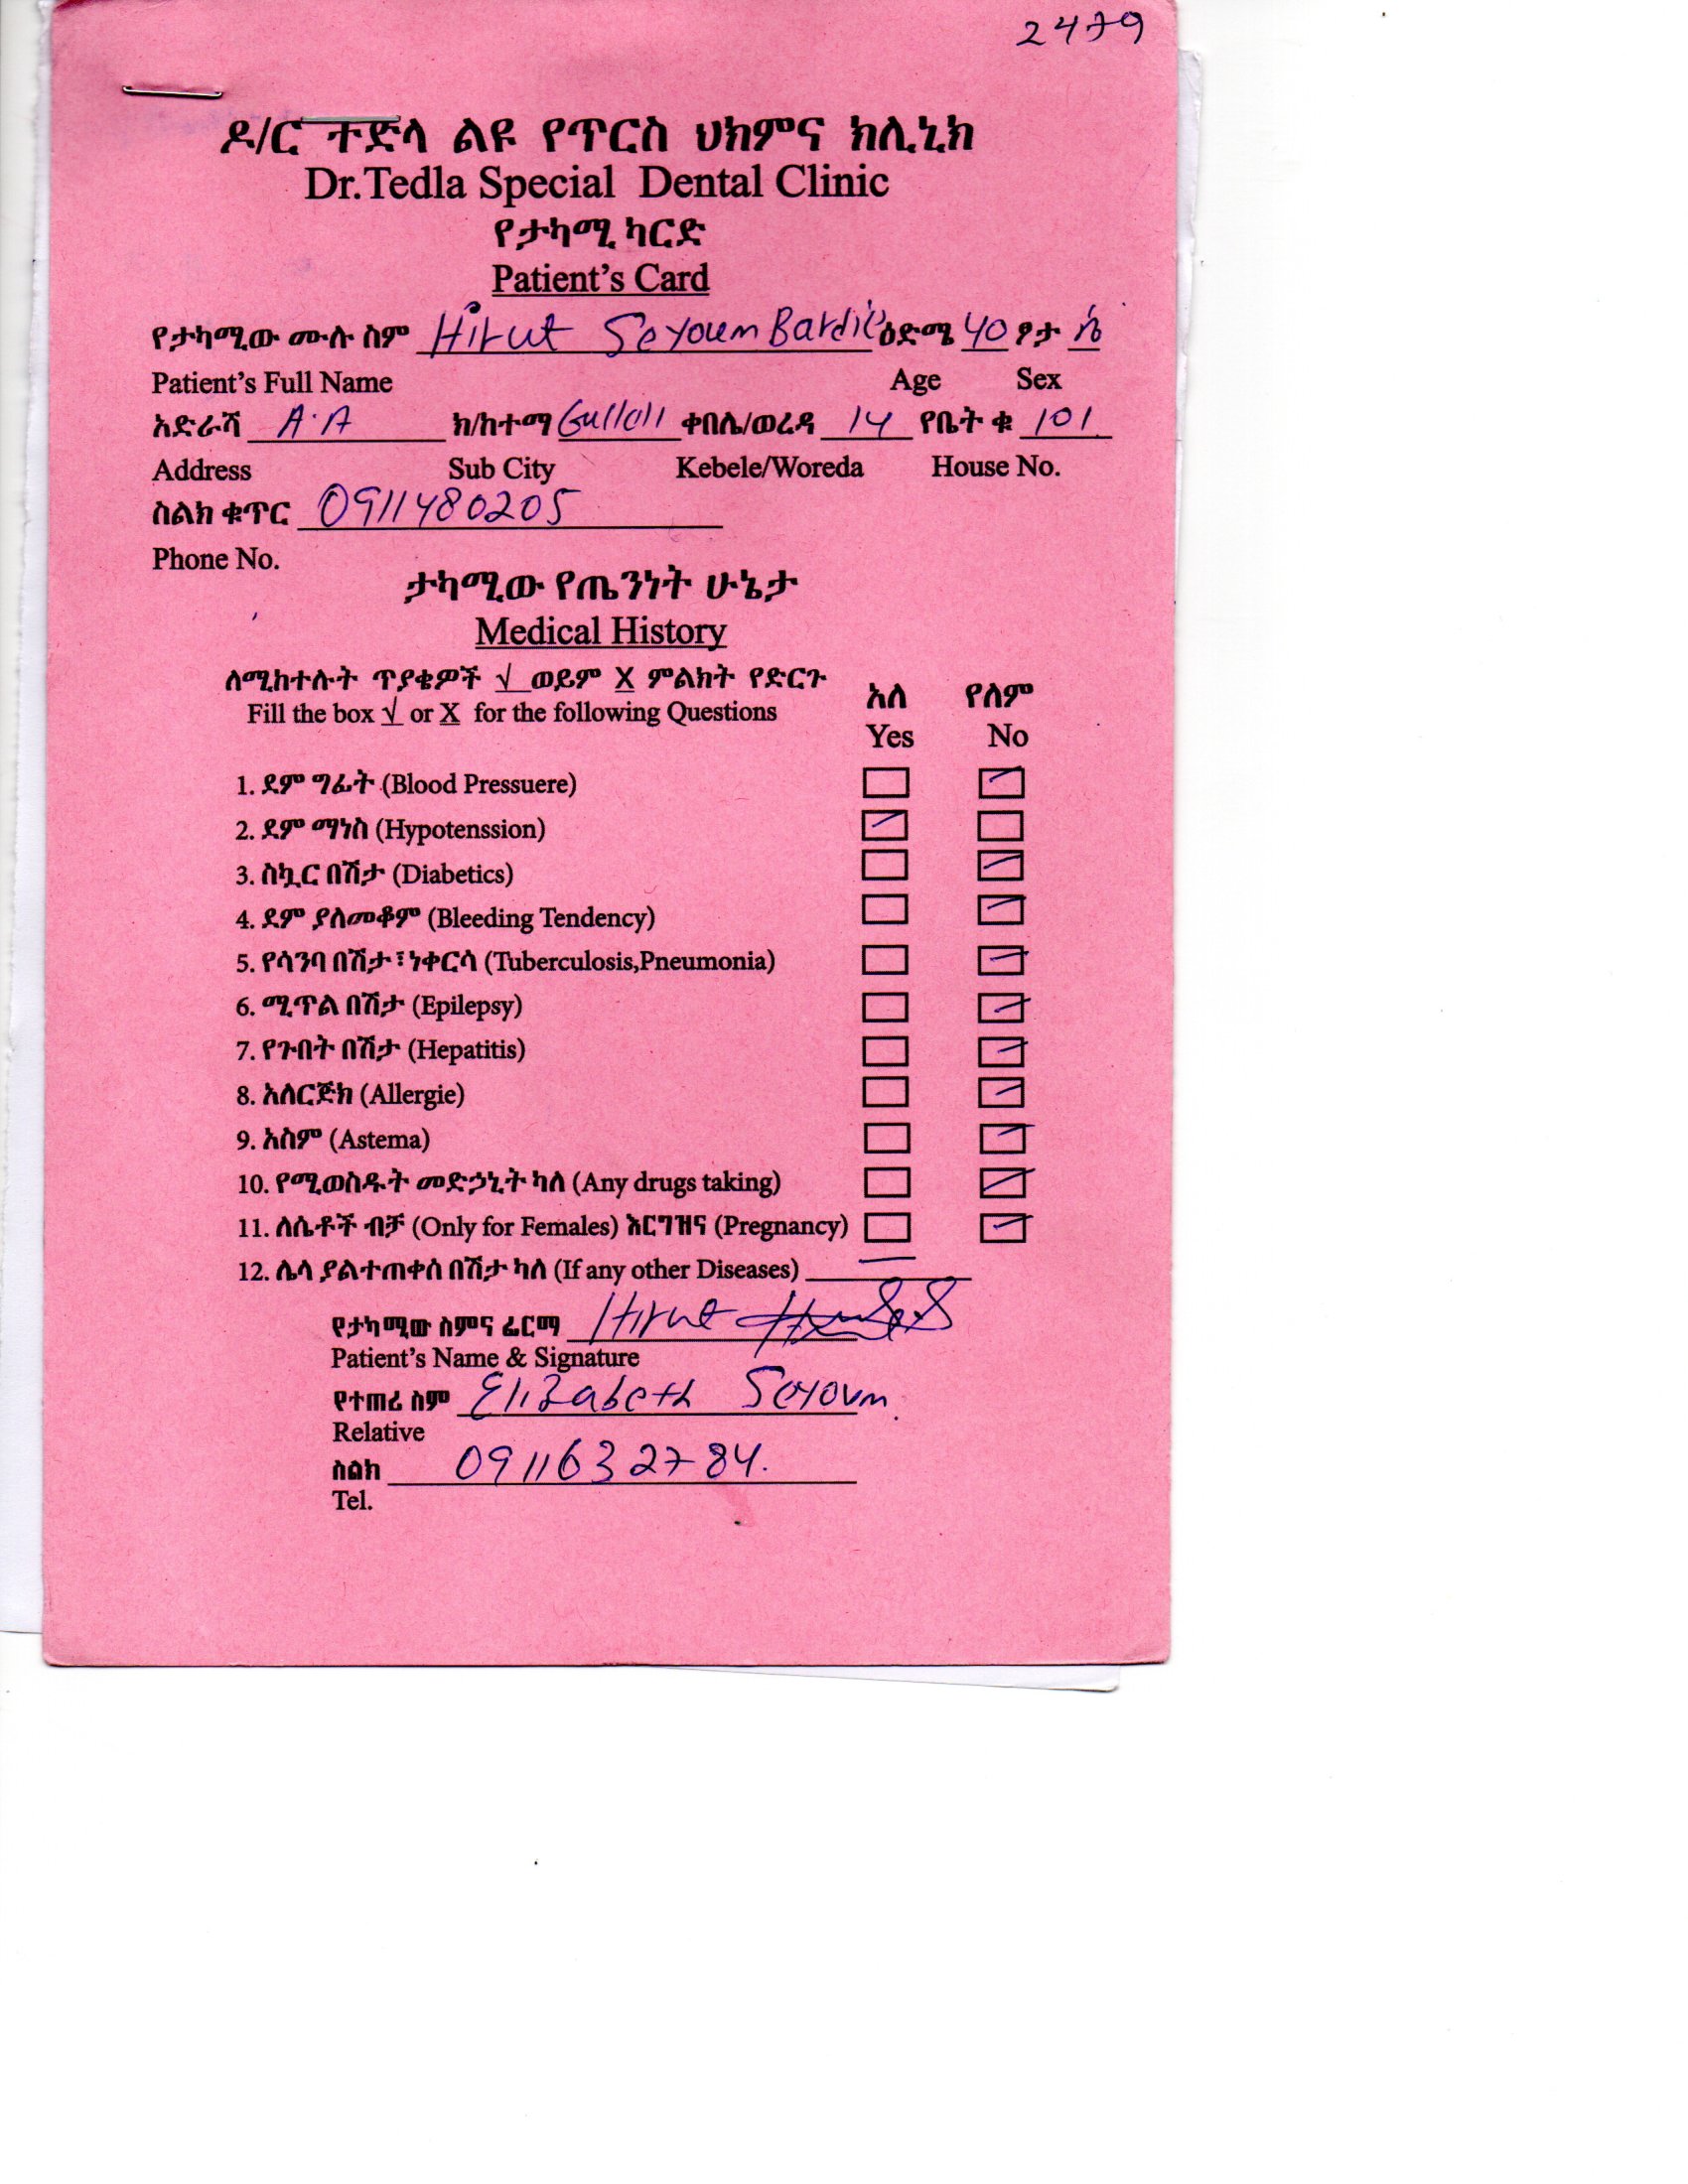 2479
ዶ/ር ተድላ ልዩ የጥርስ ህክምና ክሊኒክ
Dr.Tedla Special Dental Clinic
የታካሚ ካርድ
Patient's Card
የታካሚው ሙሉ ስም Hirut Seyoum ዕድሜ 40 ፆታ ሴ
Patient's Full Name Age Sex
አድራሻ A.A ክ/ከተማ ቀበሌ/ወረዳ 14 የቤት ቁ 101
Address Sub City Kebele/Woreda House No.
ስልክ ቁጥር 0911480205
Phone No.
ታካሚው የጤንነት ሁኔታ
Medical History
ለሚከተሉት ጥያቄዎች √ ወይም X ምልክት የድርጉ
Fill the box √ or X for the following Questions
አለ የለም
Yes No
1. ደም ግፊት (Blood Pressuere)
2. ደም ማነስ (Hypotenssion)
3. ስኳር በሽታ (Diabetics)
4. ደም ያለመቆም (Bleeding Tendency)
5. የሳንባ በሽታ፣ነቀርሳ (Tuberculosis,Pneumonia)
6. ሚጥል በሽታ (Epilepsy)
7. የጉበት በሽታ (Hepatitis)
8. አለርጅክ (Allergie)
9. አስም (Astema)
10. የሚወስዱት መድኃኒት ካለ (Any drugs taking)
11. ለሴቶች ብቻ (Only for Females) እርግዝና (Pregnancy)
12. ሌላ ያልተጠቀሰ በሽታ ካለ (If any other Diseases) —
የታካሚው ስምና ፊርማ Hirut
Patient's Name & Signature
የተጠሪ ስም Elizabeth Seyoum
Relative
ስልክ 0911632784.
Tel.